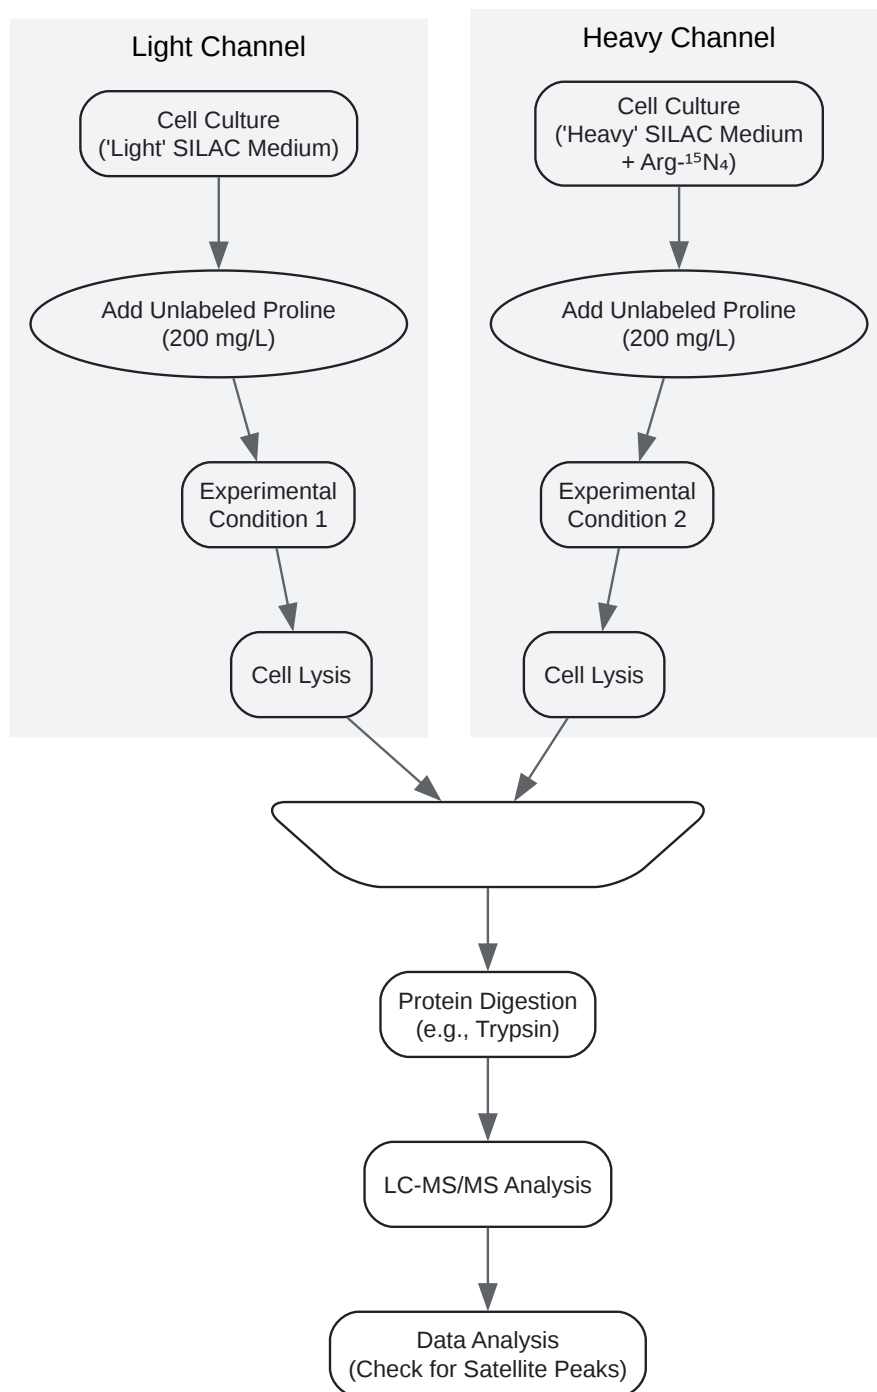 Light Channel
Cell Culture
('Light' SILAC Medium)
Add Unlabeled Proline
(200 mg/L)
Experimental
Condition 1
Cell Lysis
Heavy Channel
Cell Culture
('Heavy' SILAC Medium
+ Arg-¹⁵N₄)
Add Unlabeled Proline
(200 mg/L)
Experimental
Condition 2
Cell Lysis
Protein Digestion
(e.g., Trypsin)
LC-MS/MS Analysis
Data Analysis
(Check for Satellite Peaks)